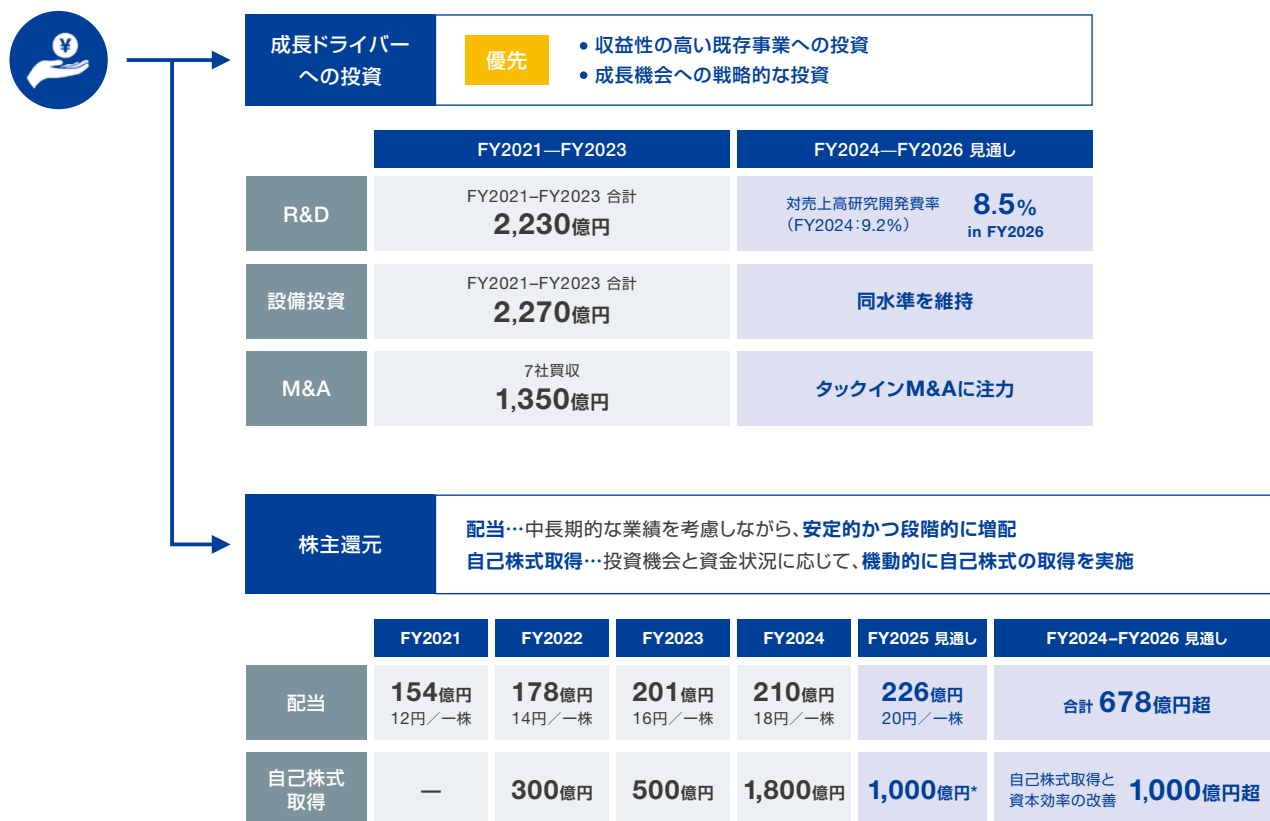 ¥
成長ドライバー
への投資
優先
• 収益性の高い既存事業への投資
• 成長機会への戦略的な投資
FY2021—FY2023
FY2024—FY2026 見通し
R&D
FY2021–FY2023 合計
2,230億円
対売上高研究開発費率
（FY2024：9.2%）
8.5%
in FY2026
設備投資
FY2021–FY2023 合計
2,270億円
同水準を維持
M&A
7社買収
1,350億円
タックインM&Aに注力
株主還元
配当…中長期的な業績を考慮しながら、安定的かつ段階的に増配
自己株式取得…投資機会と資金状況に応じて、機動的に自己株式の取得を実施
FY2021
FY2022
FY2023
FY2024
FY2025 見通し
FY2024–FY2026 見通し
配当
154億円
12円／一株
178億円
14円／一株
201億円
16円／一株
210億円
18円／一株
226億円
20円／一株
合計 678億円超
自己株式
取得
—
300億円
500億円
1,800億円
1,000億円*
自己株式取得と
資本効率の改善
1,000億円超